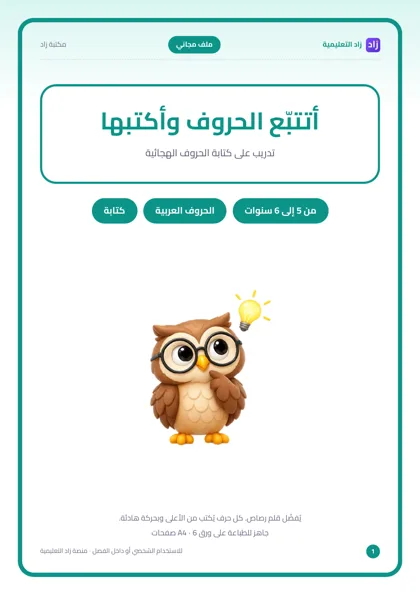 زاد زاد التعليمية
ملف مجاني
مكتبة زاد
أتتبّع الحروف وأكتبها
تدريب على كتابة الحروف الهجائية
من 5 إلى 6 سنوات
الحروف العربية
كتابة
يُفضّل قلم رصاص. كل حرف يُكتب من الأعلى وبحركة هادئة.
جاهز للطباعة على ورق A4 · 6 صفحات
1
للاستخدام الشخصي أو داخل الفصل · منصة زاد التعليمية